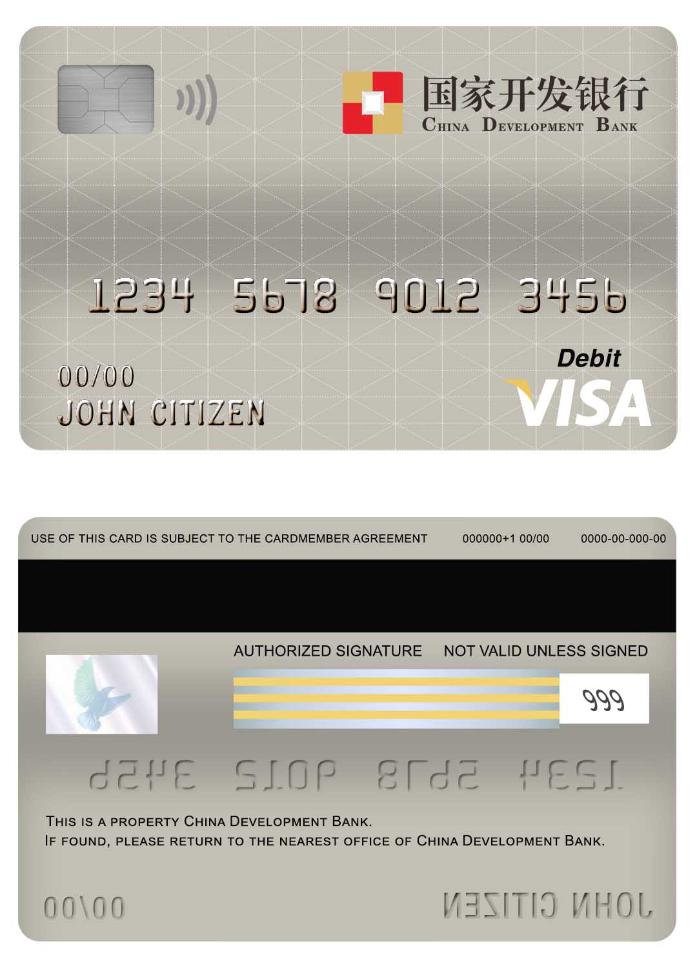 国家开发银行
CHINA DEVELOPMENT BANK
1234 5678 9012 3456
Debit
00/00
VISA
JOHN CITIZEN
USE OF THIS CARD IS SUBJECT TO THE CARDMEMBER AGREEMENT 000000+1 00/00 0000-00-000-00
AUTHORIZED SIGNATURE NOT VALID UNLESS SIGNED
999
1234 5678 9012 3456
THIS IS A PROPERTY CHINA DEVELOPMENT BANK.
IF FOUND, PLEASE RETURN TO THE NEAREST OFFICE OF CHINA DEVELOPMENT BANK.
00/00 JOHN CITIZEN